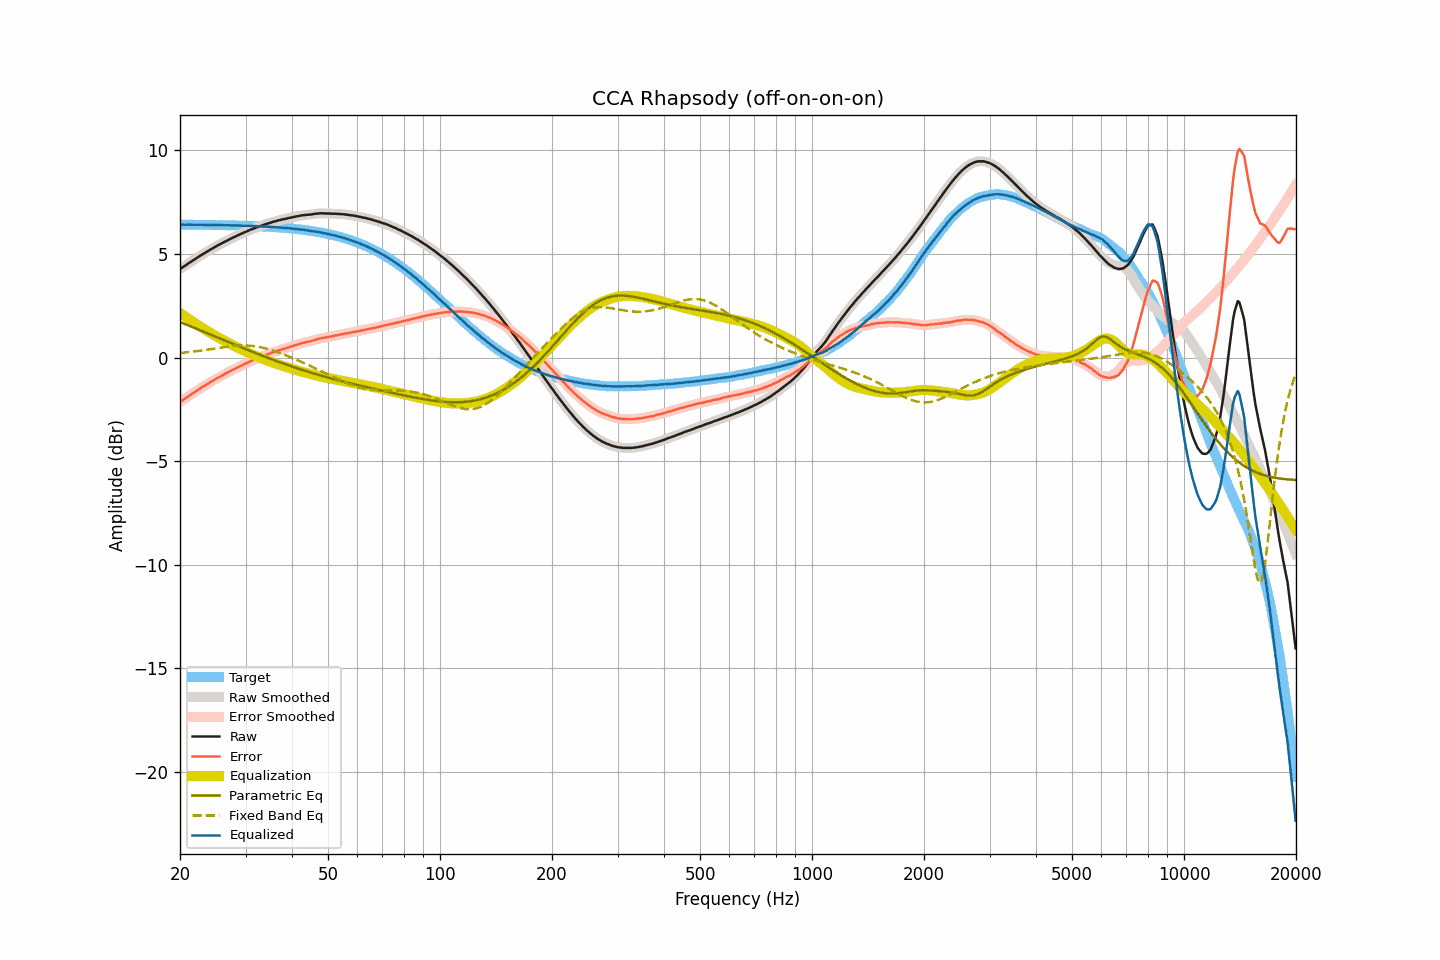 CCA Rhapsody (off-on-on-on)
Amplitude (dBr)
10
5
0
−5
−10
−15
−20
Target
Raw Smoothed
Error Smoothed
Raw
Error
Equalization
Parametric Eq
Fixed Band Eq
Equalized
20 50 100 200 500 1000 2000 5000 10000 20000
Frequency (Hz)